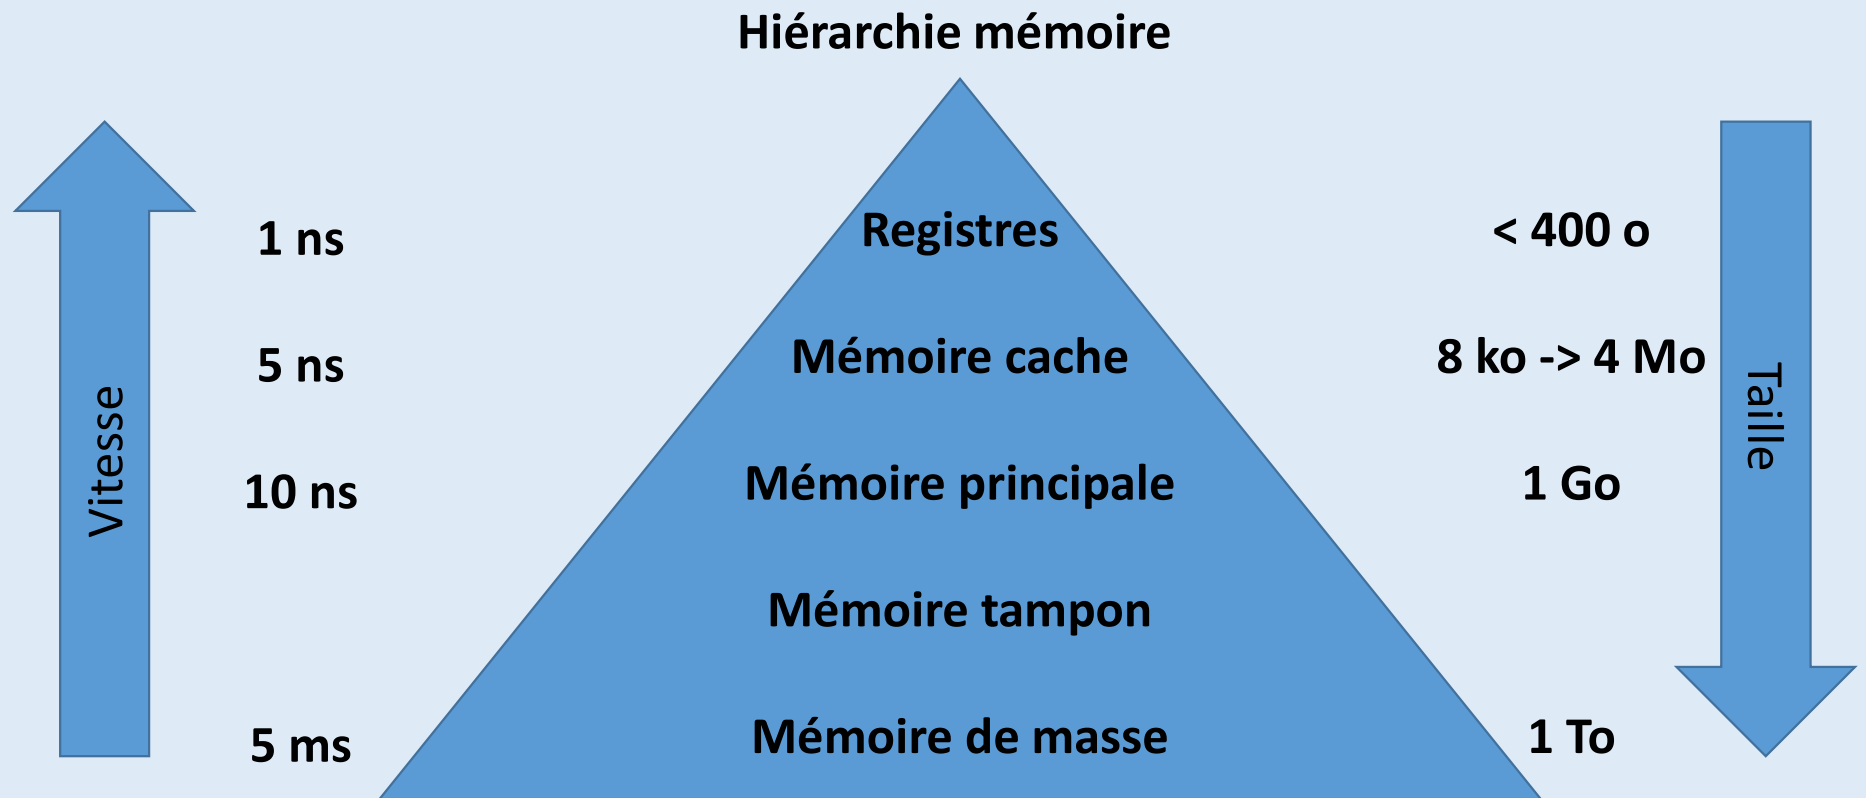 Hiérarchie mémoire
Vitesse
1 ns
Registres
< 400 o
5 ns
Mémoire cache
8 ko -> 4 Mo
10 ns
Mémoire principale
1 Go
Mémoire tampon
5 ms
Mémoire de masse
1 To
Taille